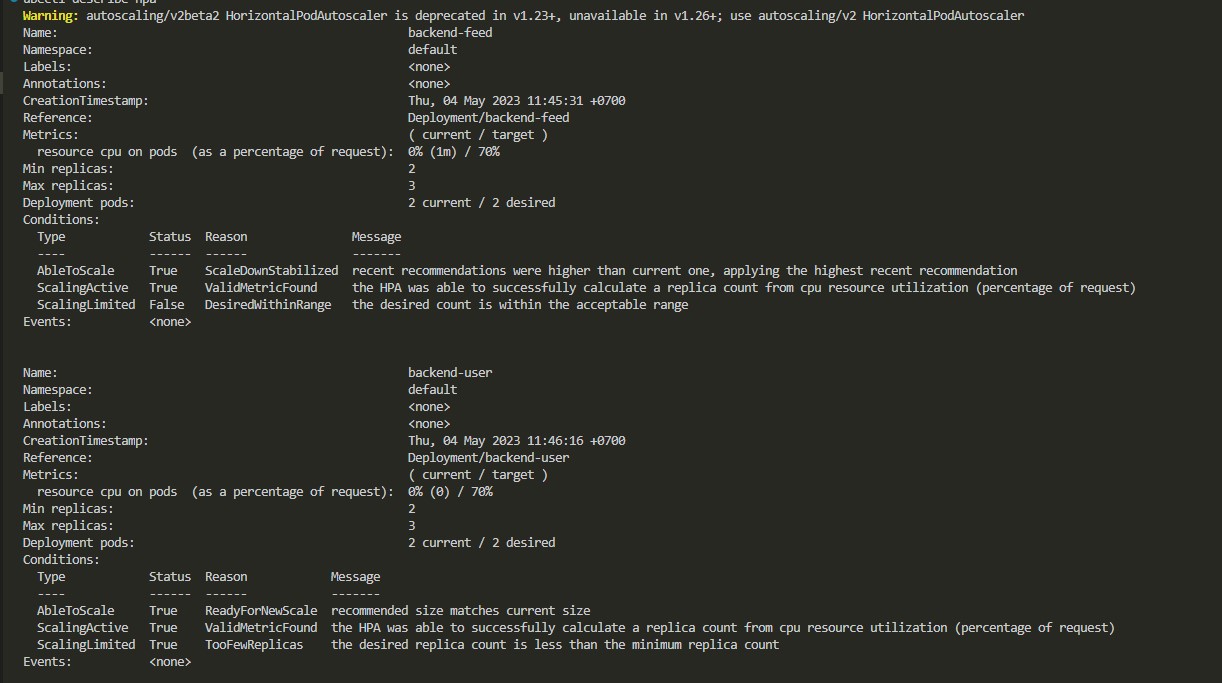 Warning: autoscaling/v2beta2 HorizontalPodAutoscaler is deprecated in v1.23+, unavailable in v1.26+; use autoscaling/v2 HorizontalPodAutoscaler
Name: backend-feed
Namespace: default
Labels: <none>
Annotations: <none>
CreationTimestamp: Thu, 04 May 2023 11:45:31 +0700
Reference: Deployment/backend-feed
Metrics: ( current / target )
resource cpu on pods (as a percentage of request): 0% (1m) / 70%
Min replicas: 2
Max replicas: 3
Deployment pods: 2 current / 2 desired
Conditions:
Type Status Reason Message
---- ------ ------ -------
AbleToScale True ScaleDownStabilized recent recommendations were higher than current one, applying the highest recent recommendation
ScalingActive True ValidMetricFound the HPA was able to successfully calculate a replica count from cpu resource utilization (percentage of request)
ScalingLimited False DesiredWithinRange the desired count is within the acceptable range
Events: <none>
Name: backend-user
Namespace: default
Labels: <none>
Annotations: <none>
CreationTimestamp: Thu, 04 May 2023 11:46:16 +0700
Reference: Deployment/backend-user
Metrics: ( current / target )
resource cpu on pods (as a percentage of request): 0% (0) / 70%
Min replicas: 2
Max replicas: 3
Deployment pods: 2 current / 2 desired
Conditions:
Type Status Reason Message
---- ------ ------ -------
AbleToScale True ReadyForNewScale recommended size matches current size
ScalingActive True ValidMetricFound the HPA was able to successfully calculate a replica count from cpu resource utilization (percentage of request)
ScalingLimited True TooFewReplicas the desired replica count is less than the minimum replica count
Events: <none>